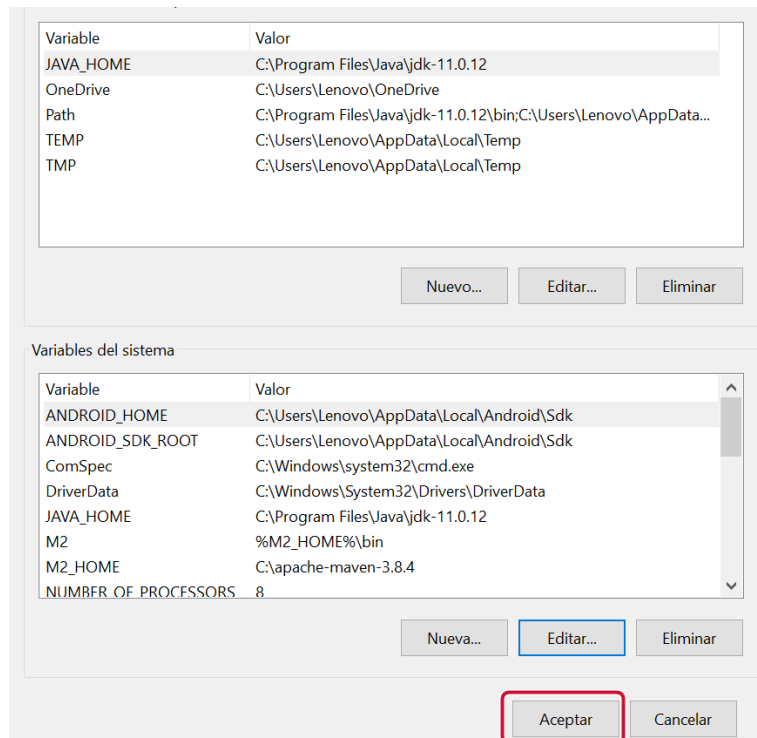 Variable Valor
JAVA_HOME C:\Program Files\Java\jdk-11.0.12
OneDrive C:\Users\Lenovo\OneDrive
Path C:\Program Files\Java\jdk-11.0.12\bin;C:\Users\Lenovo\AppData...
TEMP C:\Users\Lenovo\AppData\Local\Temp
TMP C:\Users\Lenovo\AppData\Local\Temp
Nuevo... Editar... Eliminar
Variables del sistema
Variable Valor
ANDROID_HOME C:\Users\Lenovo\AppData\Local\Android\Sdk
ANDROID_SDK_ROOT C:\Users\Lenovo\AppData\Local\Android\Sdk
ComSpec C:\Windows\system32\cmd.exe
DriverData C:\Windows\System32\Drivers\DriverData
JAVA_HOME C:\Program Files\Java\jdk-11.0.12
M2 %M2_HOME%\bin
M2_HOME C:\apache-maven-3.8.4
NUMBER_OF_PROCESSORS 8
Nueva... Editar... Eliminar
Aceptar Cancelar